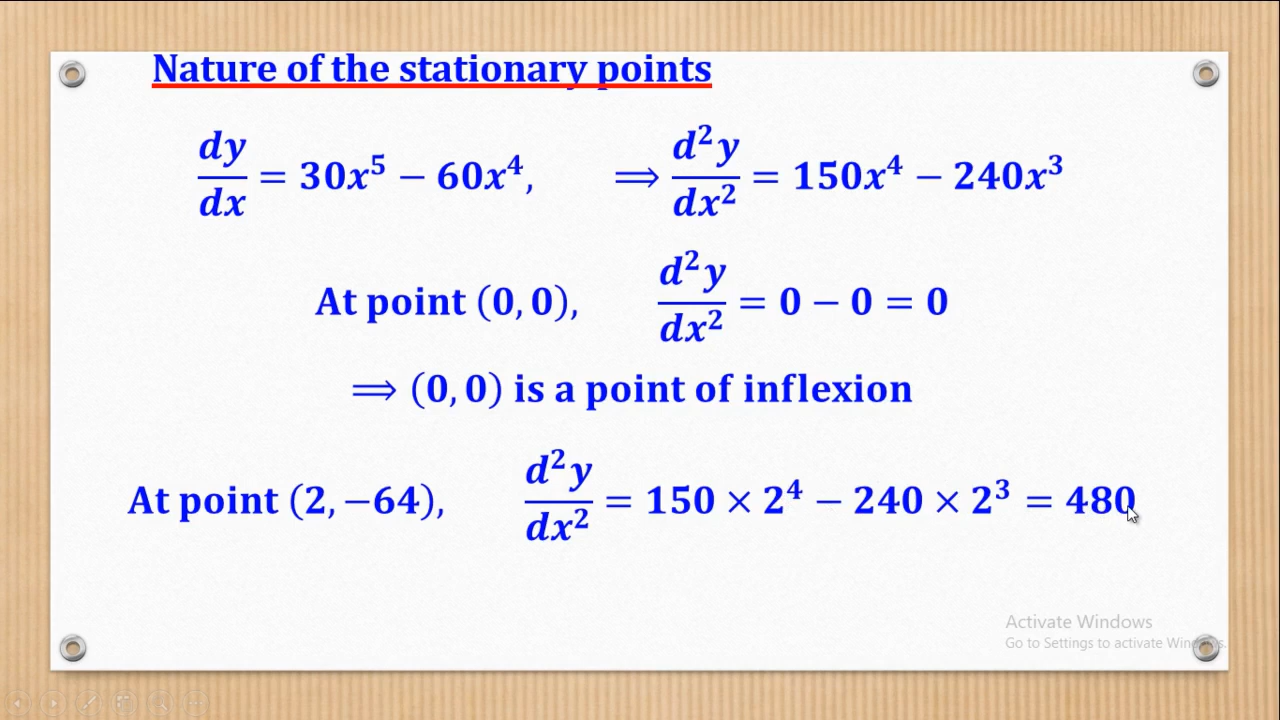 Nature of the stationary points
dy/dx = 30x⁵ − 60x⁴, ⟹ d²y/dx² = 150x⁴ − 240x³
At point (0, 0), d²y/dx² = 0 − 0 = 0
⟹ (0, 0) is a point of inflexion
At point (2, −64), d²y/dx² = 150 × 2⁴ − 240 × 2³ = 480
Activate Windows
Go to Settings to activate Windows.